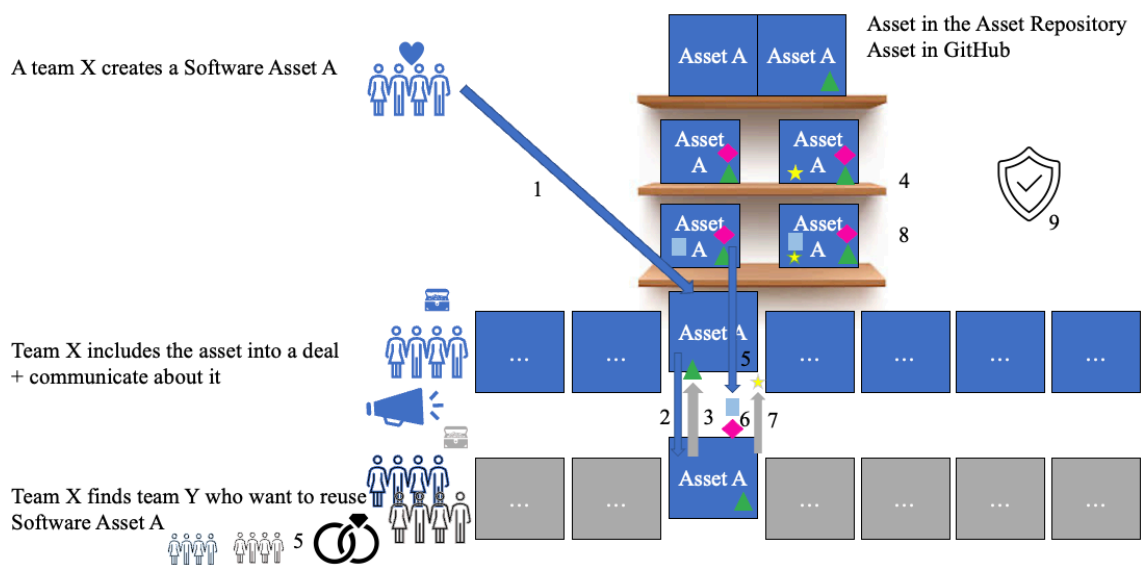 Asset in the Asset Repository
Asset in GitHub
A team X creates a Software Asset A
Asset A
Asset A
Asset
A
Asset
A
4
1
9
Asset
A
Asset
A
8
Team X includes the asset into a deal
+ communicate about it
...
...
Asset A
...
...
...
...
5
2
3
6
7
Team X finds team Y who want to reuse
Software Asset A
5
...
...
Asset A
...
...
...
...